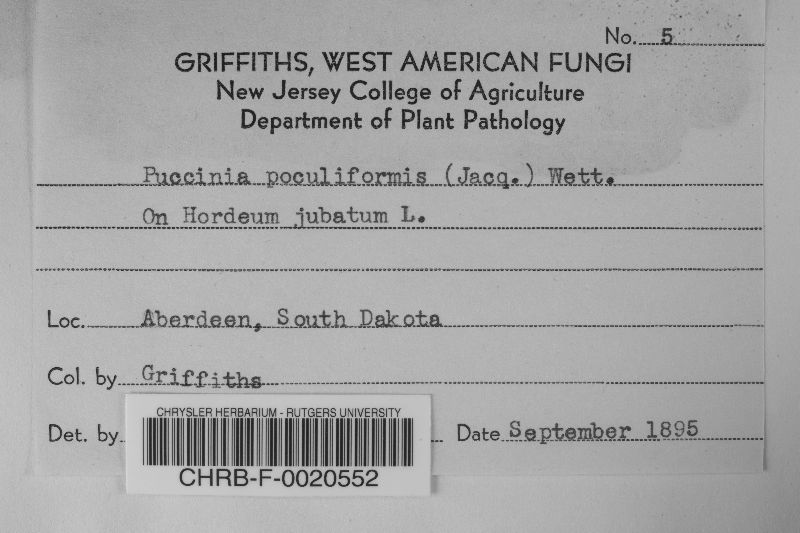 No. 5
GRIFFITHS, WEST AMERICAN FUNGI
New Jersey College of Agriculture
Department of Plant Pathology
Puccinia poculiformis (Jacq.) Wett.
On Hordeum jubatum L.
Loc. Aberdeen, South Dakota
Col. by Griffiths
Det. by Date September 1895
CHRYSLER HERBARIUM - RUTGERS UNIVERSITY
CHRB-F-0020552